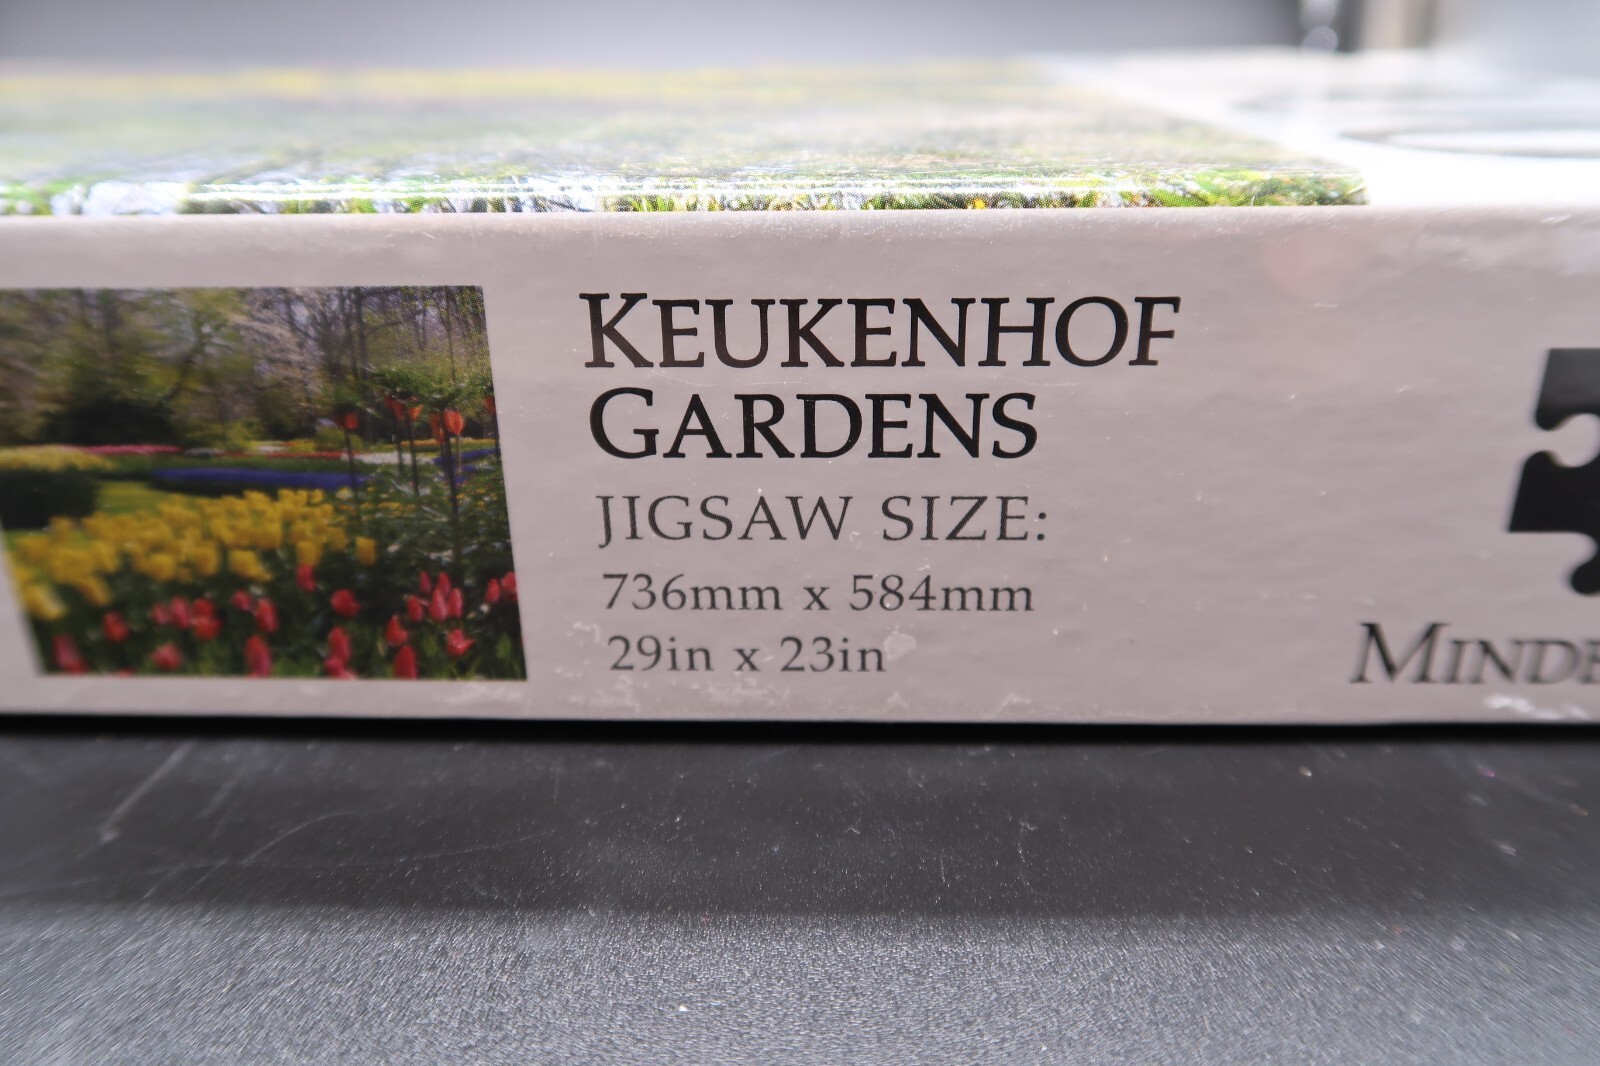 KEUKENHOF
GARDENS
JIGSAW SIZE:
736mm x 584mm
29in x 23in